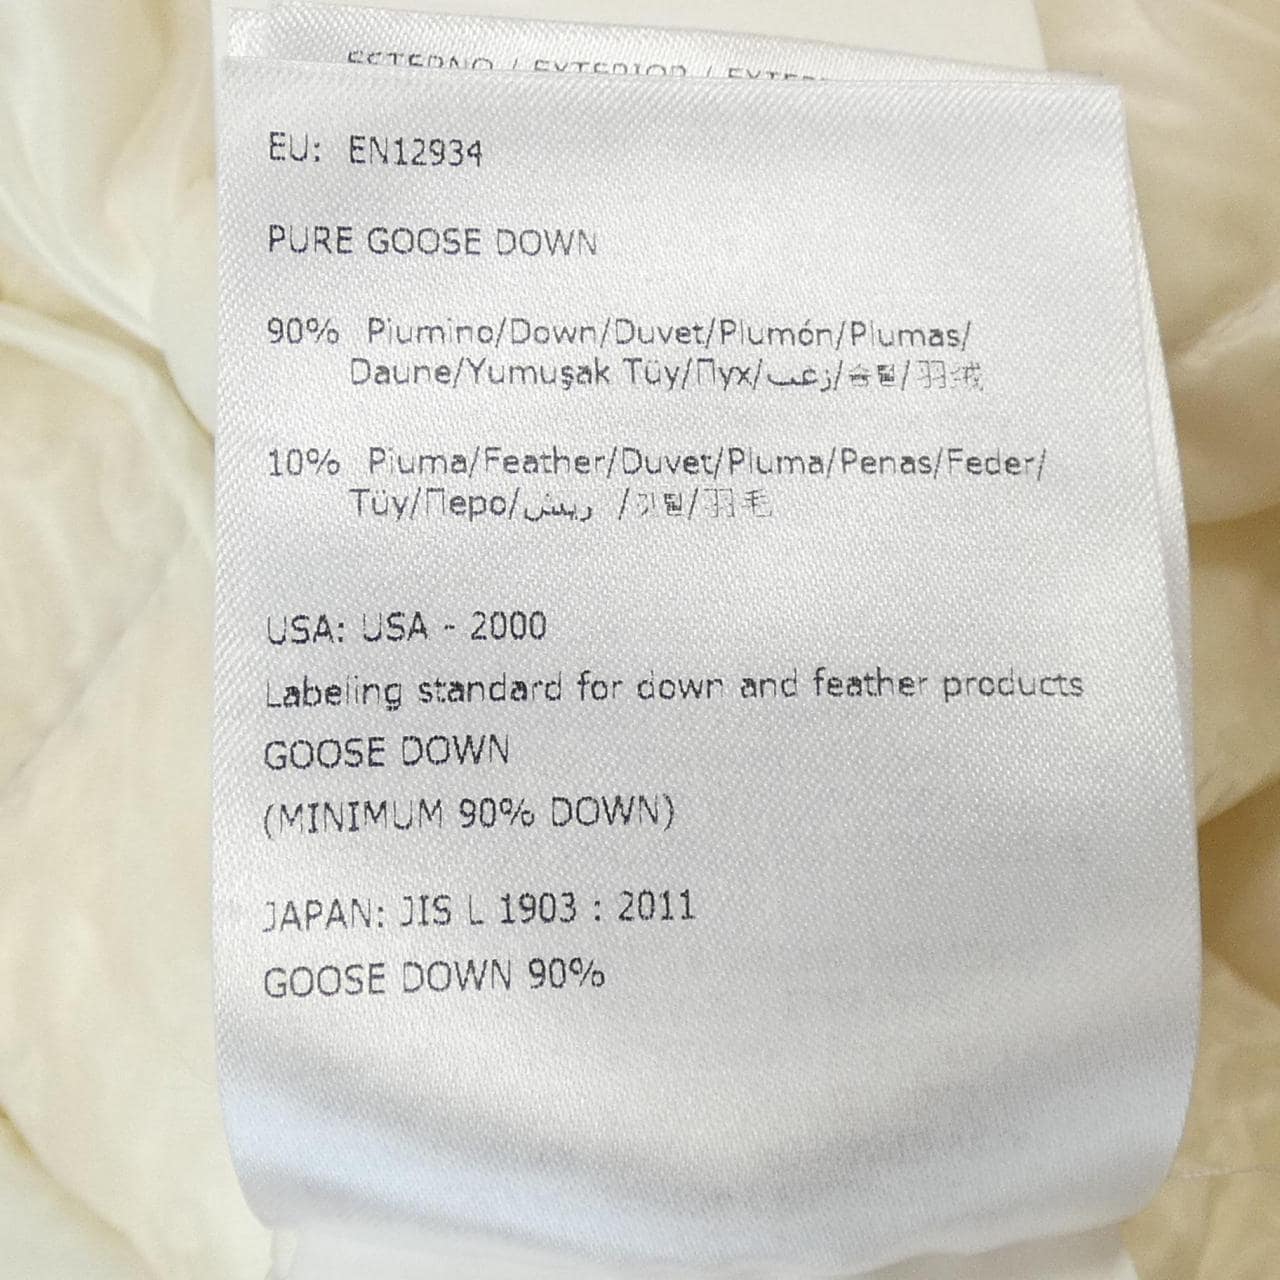 ESTERNO / EXTERIOR /
EU: EN12934
PURE GOOSE DOWN
90% Piumino/Down/Duvet/Plumón/Plumas/
Daune/Yumuşak Tüy/Пух/زغب/솜털/羽绒
10% Piuma/Feather/Duvet/Pluma/Penas/Feder/
Tüy/Перо/ريش /깃털/羽毛
USA: USA - 2000
Labeling standard for down and feather products
GOOSE DOWN
(MINIMUM 90% DOWN)
JAPAN: JIS L 1903 : 2011
GOOSE DOWN 90%